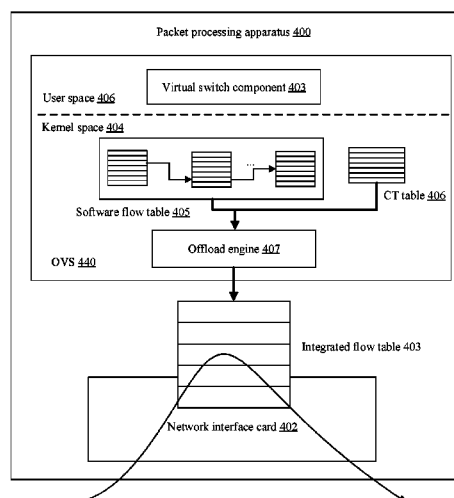 Packet processing apparatus 400
Virtual switch component 403
User space 406
Kernel space 404
...
CT table 406
Software flow table 405
Offload engine 407
OVS 440
Integrated flow table 403
Network interface card 402